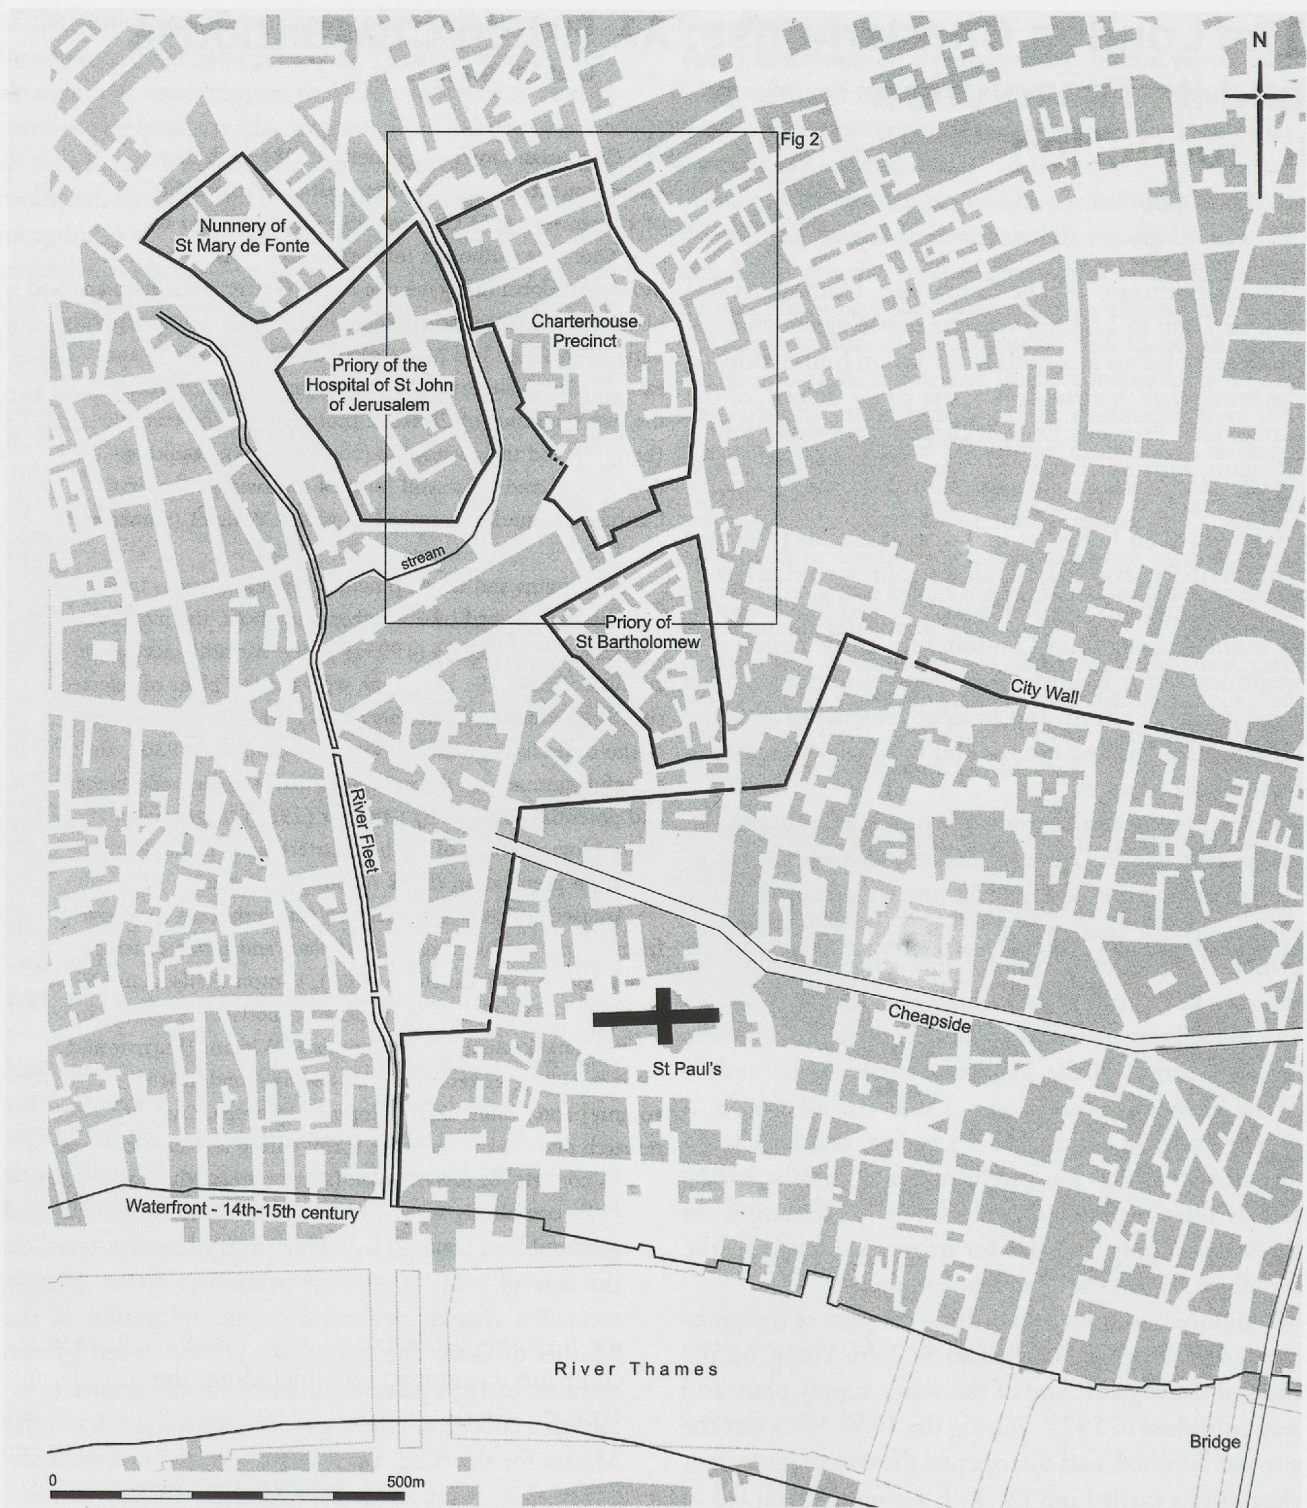 N
Fig 2
Nunnery of
St Mary de Fonte
Charterhouse
Precinct
Priory of the
Hospital of St John
of Jerusalem
stream
Priory of
St Bartholomew
City Wall
River Fleet
Cheapside
St Paul's
Waterfront - 14th-15th century
River Thames
Bridge
0
500m